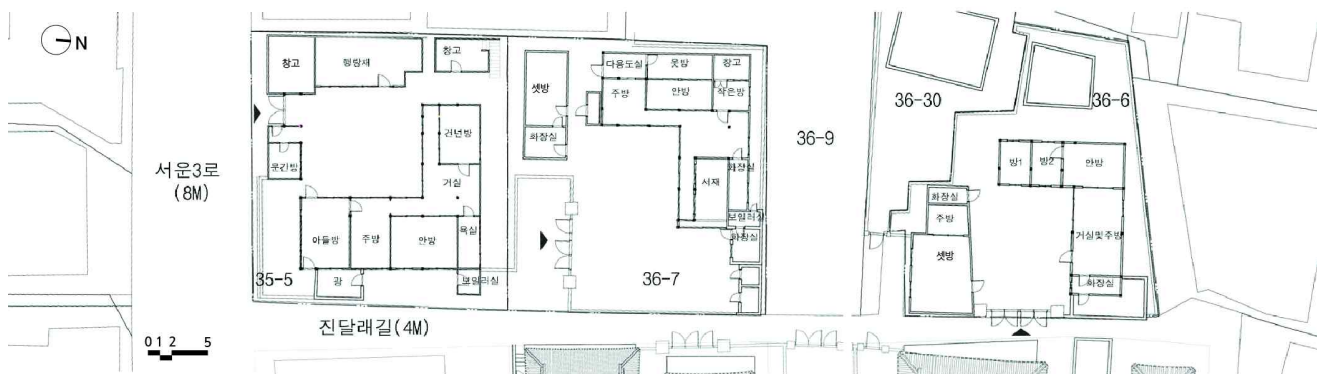 N
창고
행랑채
창고
문간방
건넌방
거실
아들방
주방
안방
욕실
광
보일러실
35-5
서운3로
(8M)
0 1 2 5
진달래길(4M)
셋방
화장실
다용도실
윗방
창고
주방
안방
작은방
서재
화장실
보일러실
화장실
36-7
36-9
36-30
36-6
방1
방2
안방
화장실
주방
셋방
거실및주방
화장실